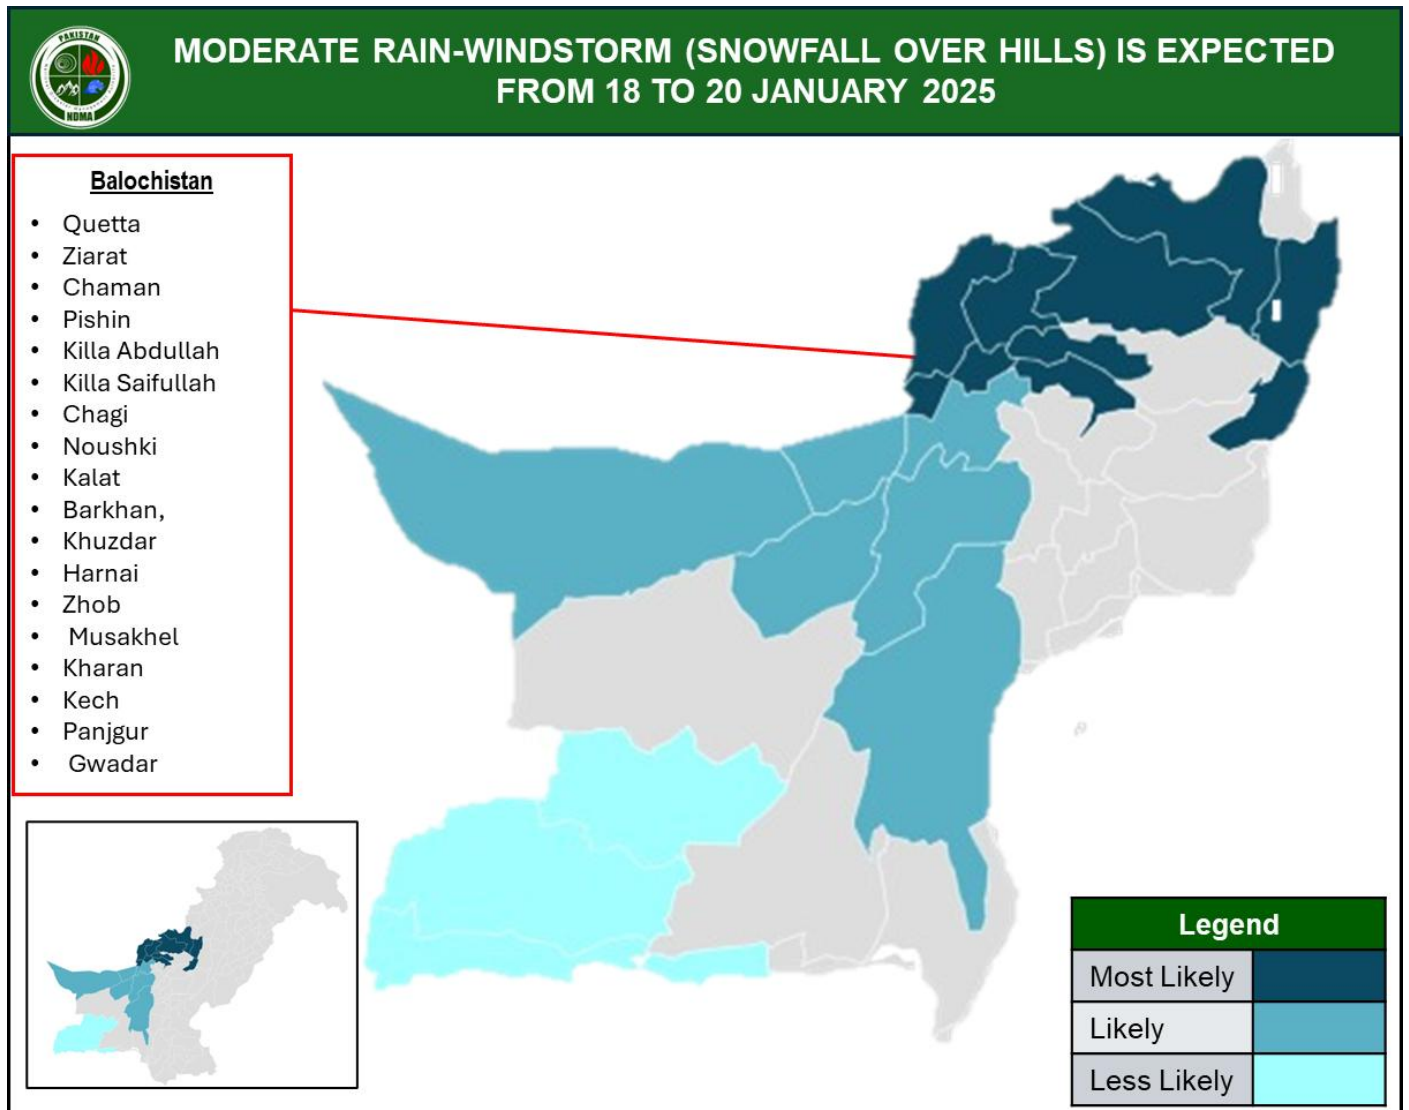 PAKISTAN
NDMA
MODERATE RAIN-WINDSTORM (SNOWFALL OVER HILLS) IS EXPECTED
FROM 18 TO 20 JANUARY 2025
Balochistan
• Quetta
• Ziarat
• Chaman
• Pishin
• Killa Abdullah
• Killa Saifullah
• Chagi
• Noushki
• Kalat
• Barkhan,
• Khuzdar
• Harnai
• Zhob
• Musakhel
• Kharan
• Kech
• Panjgur
• Gwadar
Legend
Most Likely
Likely
Less Likely